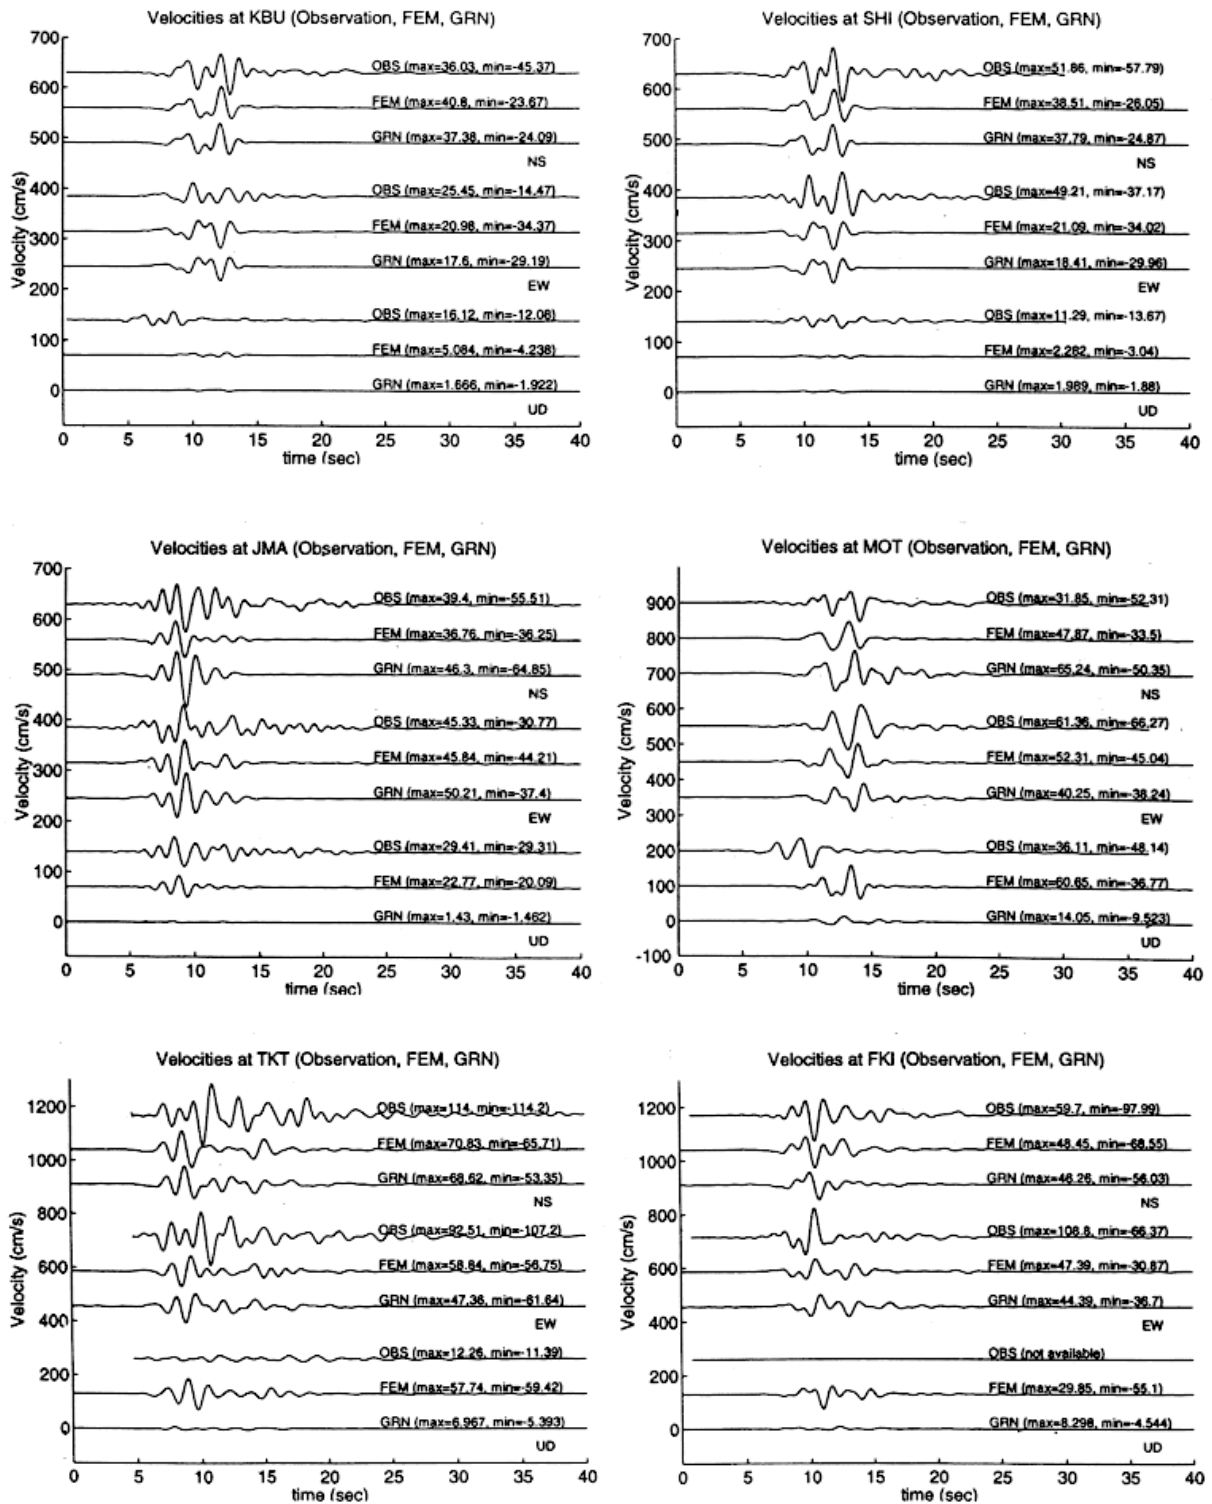 Velocities at KBU (Observation, FEM, GRN)
700
600
500
400
300
200
100
0
Velocity (cm/s)
OBS (max=36.03, min=-45.37)
FEM (max=40.8, min=-23.67)
GRN (max=37.38, min=-24.09)
NS
OBS (max=25.45, min=-14.47)
FEM (max=20.98, min=-34.37)
GRN (max=17.6, min=-29.19)
EW
OBS (max=16.12, min=-12.08)
FEM (max=5.084, min=-4.238)
GRN (max=1.666, min=-1.922)
UD
0 5 10 15 20 25 30 35 40
time (sec)
Velocities at SHI (Observation, FEM, GRN)
700
600
500
400
300
200
100
0
Velocity (cm/s)
OBS (max=51.86, min=-57.79)
FEM (max=38.51, min=-26.05)
GRN (max=37.79, min=-24.87)
NS
OBS (max=49.21, min=-37.17)
FEM (max=21.09, min=-34.02)
GRN (max=18.41, min=-29.96)
EW
OBS (max=11.29, min=-13.67)
FEM (max=2.282, min=-3.04)
GRN (max=1.989, min=-1.88)
UD
0 5 10 15 20 25 30 35 40
time (sec)
Velocities at JMA (Observation, FEM, GRN)
700
600
500
400
300
200
100
0
Velocity (cm/s)
OBS (max=39.4, min=-55.51)
FEM (max=36.76, min=-36.25)
GRN (max=46.3, min=-64.85)
NS
OBS (max=45.33, min=-30.77)
FEM (max=45.84, min=-44.21)
GRN (max=50.21, min=-37.4)
EW
OBS (max=29.41, min=-29.31)
FEM (max=22.77, min=-20.09)
GRN (max=1.43, min=-1.462)
UD
0 5 10 15 20 25 30 35 40
time (sec)
Velocities at MOT (Observation, FEM, GRN)
900
800
700
600
500
400
300
200
100
0
-100
Velocity (cm/s)
OBS (max=31.85, min=-52.31)
FEM (max=47.87, min=-33.5)
GRN (max=65.24, min=-50.35)
NS
OBS (max=61.36, min=-66.27)
FEM (max=52.31, min=-45.04)
GRN (max=40.25, min=-38.24)
EW
OBS (max=36.11, min=-48.14)
FEM (max=60.65, min=-36.77)
GRN (max=14.05, min=-9.523)
UD
0 5 10 15 20 25 30 35 40
time (sec)
Velocities at TKT (Observation, FEM, GRN)
1200
1000
800
600
400
200
0
Velocity (cm/s)
OBS (max=114, min=-114.2)
FEM (max=70.83, min=-65.71)
GRN (max=68.62, min=-53.35)
NS
OBS (max=92.51, min=-107.2)
FEM (max=58.84, min=-56.75)
GRN (max=47.36, min=-61.64)
EW
OBS (max=12.26, min=-11.39)
FEM (max=57.74, min=-59.42)
GRN (max=6.967, min=-5.393)
UD
0 5 10 15 20 25 30 35 40
time (sec)
Velocities at FKI (Observation, FEM, GRN)
1200
1000
800
600
400
200
0
Velocity (cm/s)
OBS (max=59.7, min=-97.99)
FEM (max=48.45, min=-68.55)
GRN (max=46.26, min=-56.03)
NS
OBS (max=108.8, min=-66.37)
FEM (max=47.39, min=-30.87)
GRN (max=44.39, min=-36.7)
EW
OBS (not available)
FEM (max=29.85, min=-55.1)
GRN (max=8.298, min=-4.544)
UD
0 5 10 15 20 25 30 35 40
time (sec)